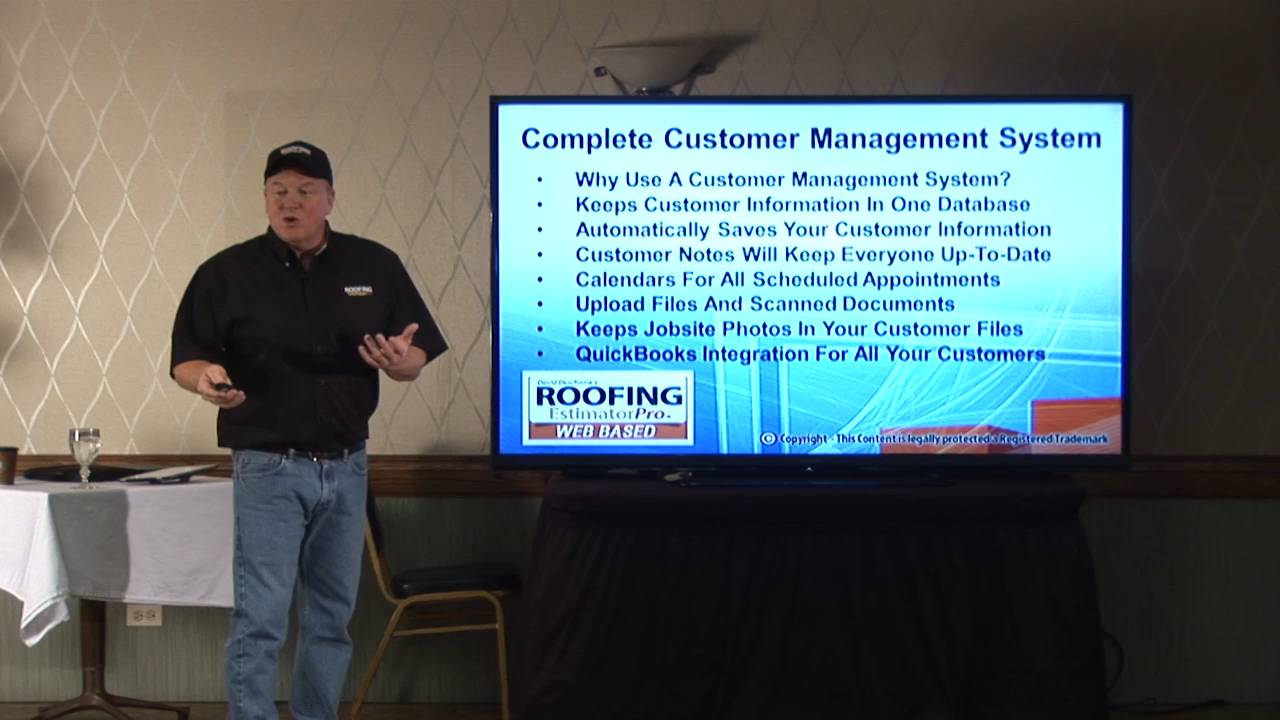 Complete Customer Management System
• Why Use A Customer Management System?
• Keeps Customer Information In One Database
• Automatically Saves Your Customer Information
• Customer Notes Will Keep Everyone Up-To-Date
• Calendars For All Scheduled Appointments
• Upload Files And Scanned Documents
• Keeps Jobsite Photos In Your Customer Files
• QuickBooks Integration For All Your Customers
ROOFING
EstimatorPro
WEB BASED
© Copyright - This Content is legally protected a Registered Trademark
ROOFING